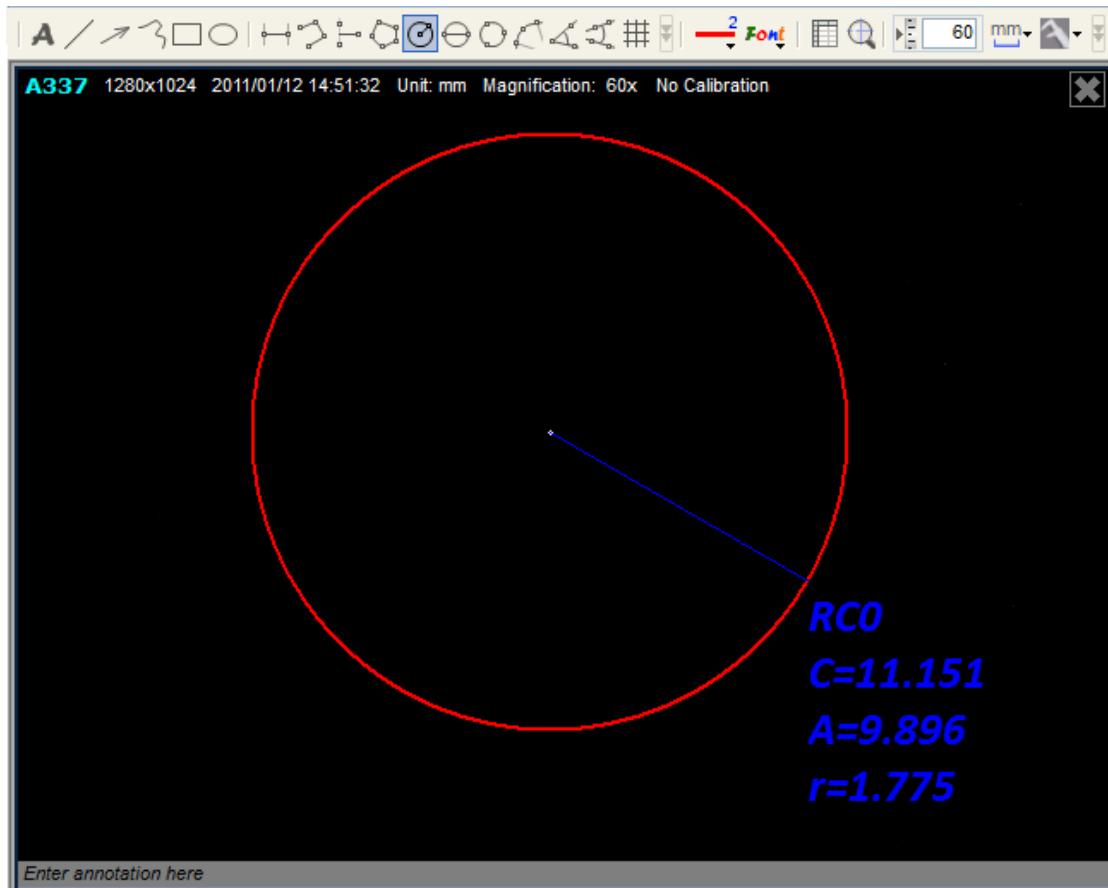 A 2 Font 60 mm
A337 1280x1024 2011/01/12 14:51:32 Unit: mm Magnification: 60x No Calibration
RC0
C=11.151
A=9.896
r=1.775
Enter annotation here